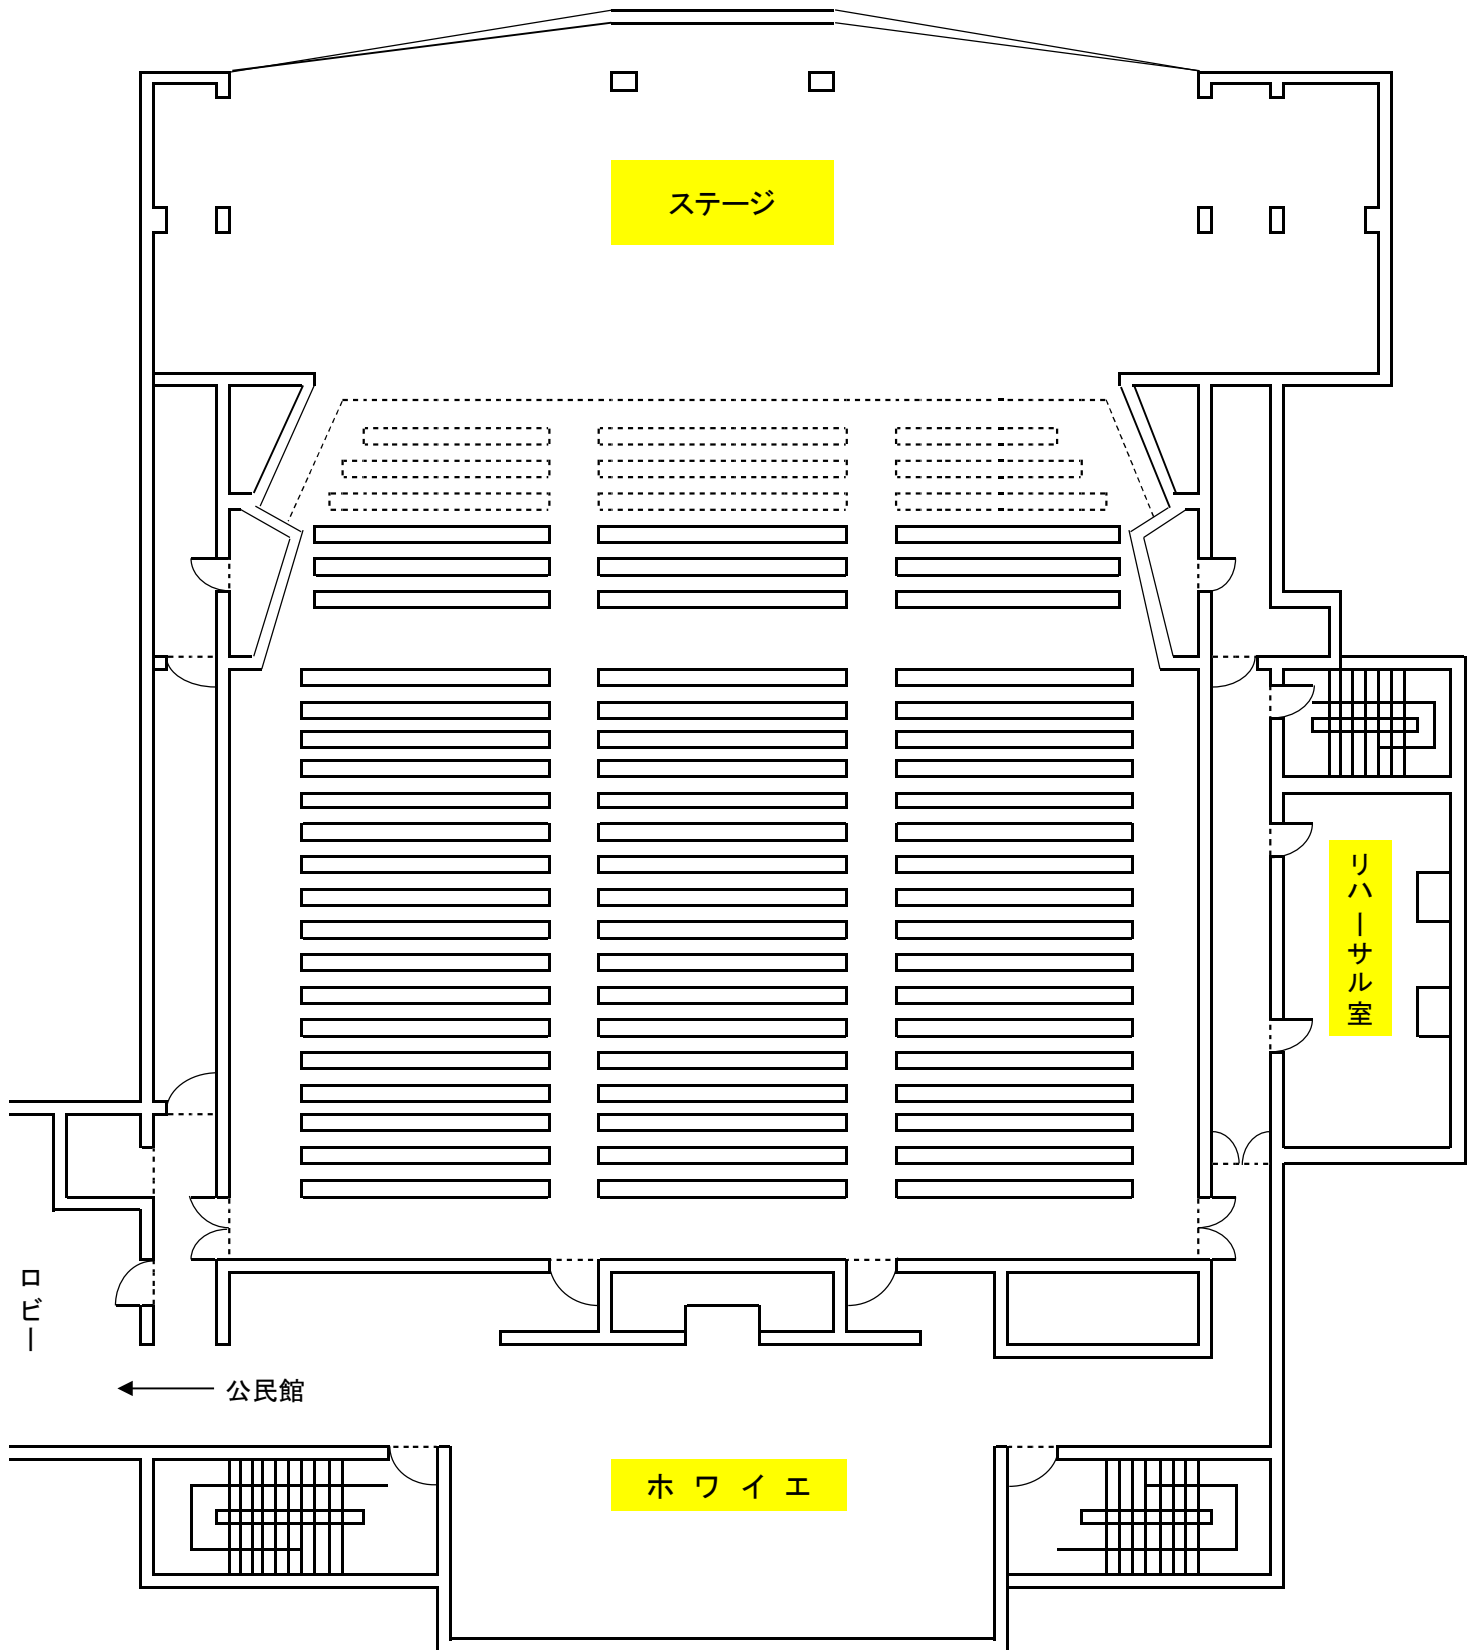 ステージ
リハーサル室
ロビー
公民館
ホワイエ